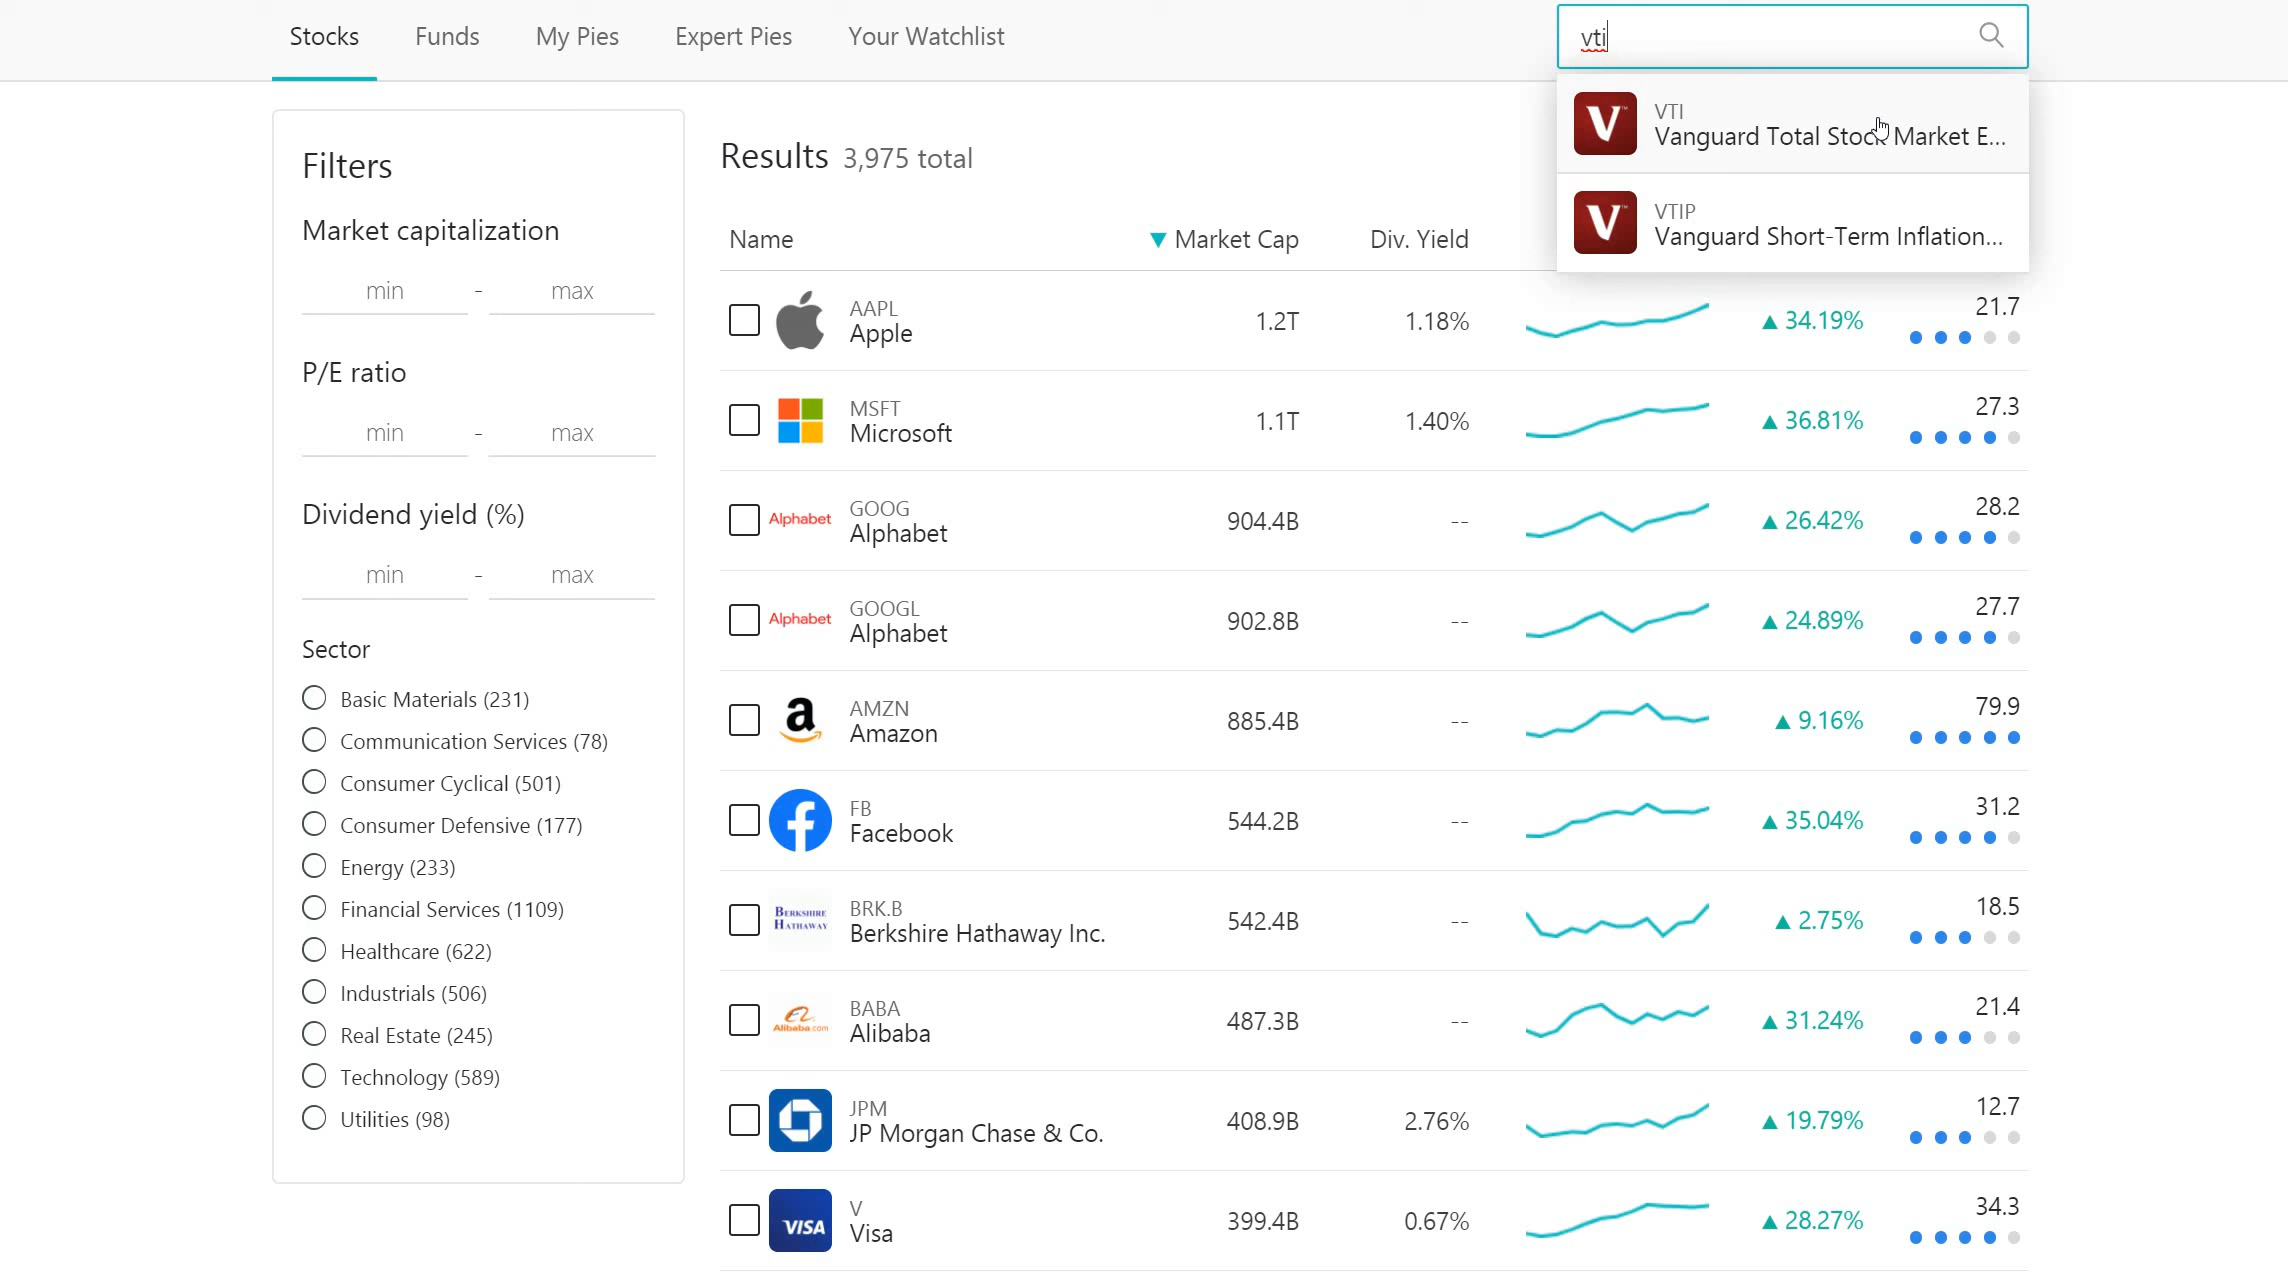 Stocks Funds My Pies Expert Pies Your Watchlist
vti
VTI
Vanguard Total Stock Market E...
VTIP
Vanguard Short-Term Inflation...
Filters
Market capitalization
min - max
P/E ratio
min - max
Dividend yield (%)
min - max
Sector
Basic Materials (231)
Communication Services (78)
Consumer Cyclical (501)
Consumer Defensive (177)
Energy (233)
Financial Services (1109)
Healthcare (622)
Industrials (506)
Real Estate (245)
Technology (589)
Utilities (98)
Results 3,975 total
Name ▼ Market Cap Div. Yield
AAPL
Apple 1.2T 1.18% ▲ 34.19% 21.7
MSFT
Microsoft 1.1T 1.40% ▲ 36.81% 27.3
Alphabet GOOG
Alphabet 904.4B -- ▲ 26.42% 28.2
Alphabet GOOGL
Alphabet 902.8B -- ▲ 24.89% 27.7
a AMZN
Amazon 885.4B -- ▲ 9.16% 79.9
FB
Facebook 544.2B -- ▲ 35.04% 31.2
BERKSHIRE
HATHAWAY BRK.B
Berkshire Hathaway Inc. 542.4B -- ▲ 2.75% 18.5
Alibaba.com BABA
Alibaba 487.3B -- ▲ 31.24% 21.4
JPM
JP Morgan Chase & Co. 408.9B 2.76% ▲ 19.79% 12.7
VISA V
Visa 399.4B 0.67% ▲ 28.27% 34.3